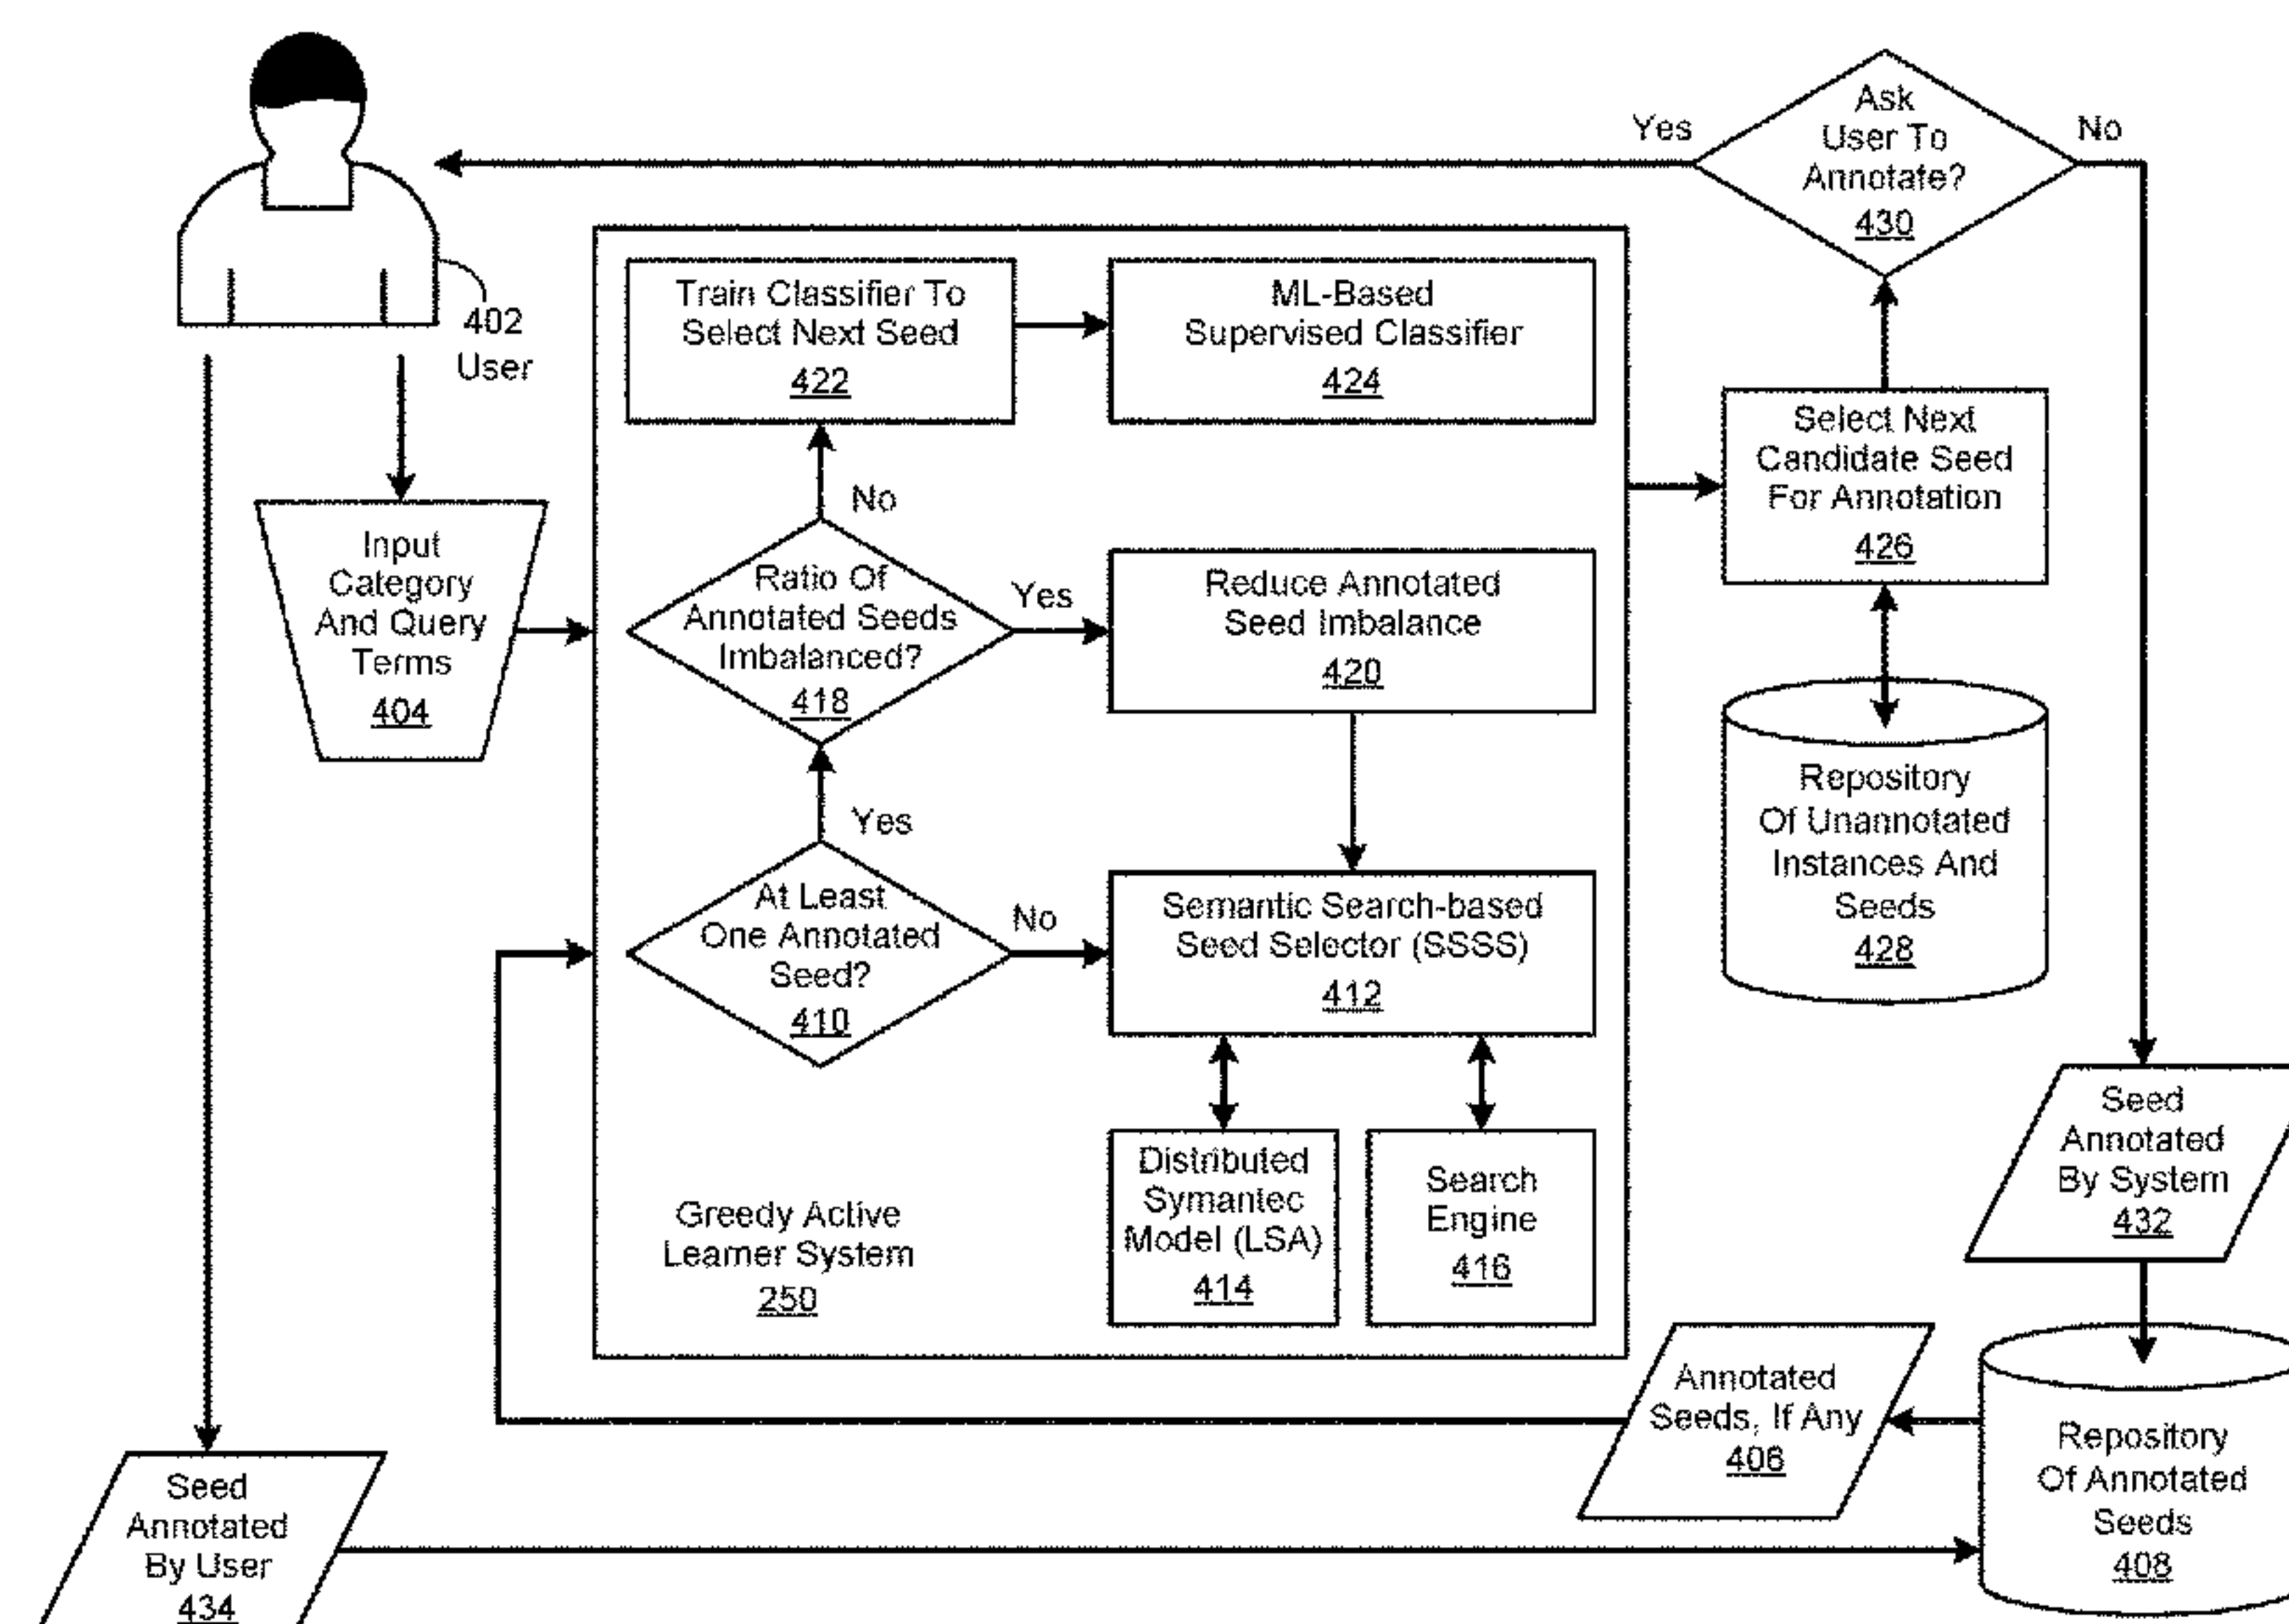 402
User
Input
Category
And Query
Terms
404
Train Classifier To
Select Next Seed
422
ML-Based
Supervised Classifier
424
No
Ratio Of
Annotated Seeds
Imbalanced?
418
Yes
Reduce Annotated
Seed Imbalance
420
Yes
At Least
One Annotated
Seed?
410
No
Semantic Search-based
Seed Selector (SSSS)
412
Distributed
Symantec
Model (LSA)
414
Search
Engine
416
Greedy Active
Learner System
250
Yes
Ask
User To
Annotate?
430
No
Select Next
Candidate Seed
For Annotation
426
Repository
Of Unannotated
Instances And
Seeds
428
Seed
Annotated
By System
432
Annotated
Seeds, If Any
406
Repository
Of Annotated
Seeds
408
Seed
Annotated
By User
434